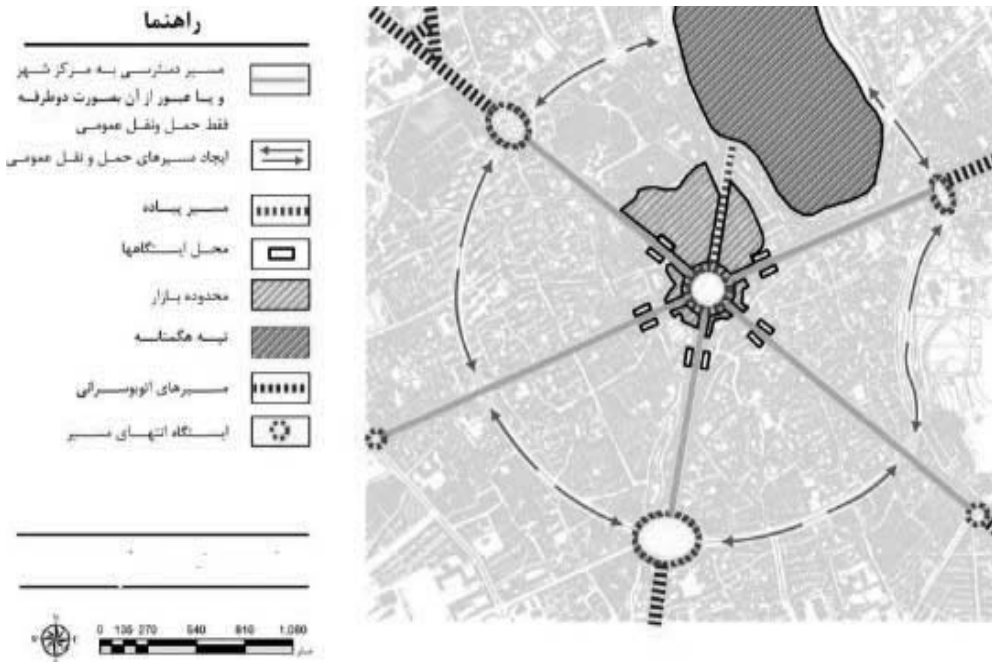 راهنما
مسیر دسترسی به مرکز شهر
و یا عبور از آن بصورت دوطرفه
فقط حمل ونقل عمومی
ایجاد مسیرهای حمل و نقل عمومی
مسیر پیاده
محل ایستگاهها
محدوده بازار
تپه هگمتانه
مسیرهای اتوبوسرانی
ایستگاه انتهای مسیر
0 135 270 540 810 1,080
متر